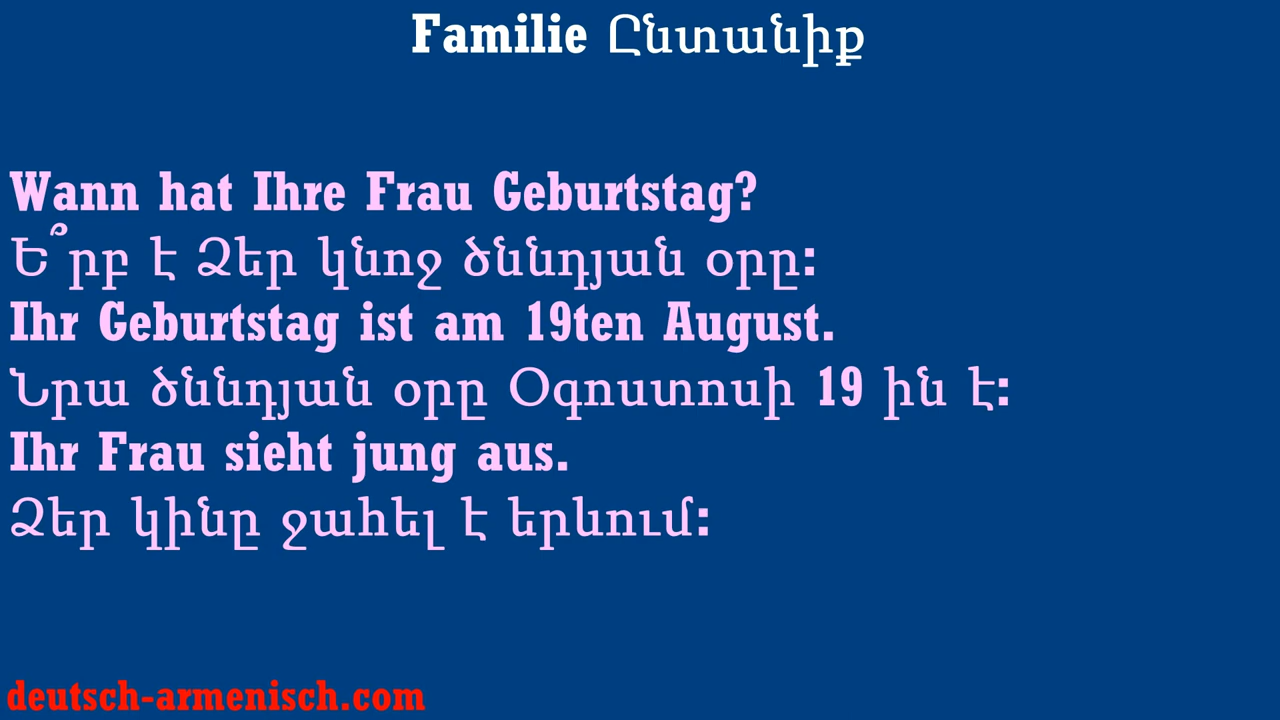 Familie Ընտանիք
Wann hat Ihre Frau Geburtstag?
Ե՞րբ է Ձեր կնոջ ծննդյան օրը:
Ihr Geburtstag ist am 19ten August.
Նրա ծննդյան օրը Օգոստոսի 19 ին է:
Ihr Frau sieht jung aus.
Ձեր կինը ջահել է երևում:
deutsch-armenisch.com